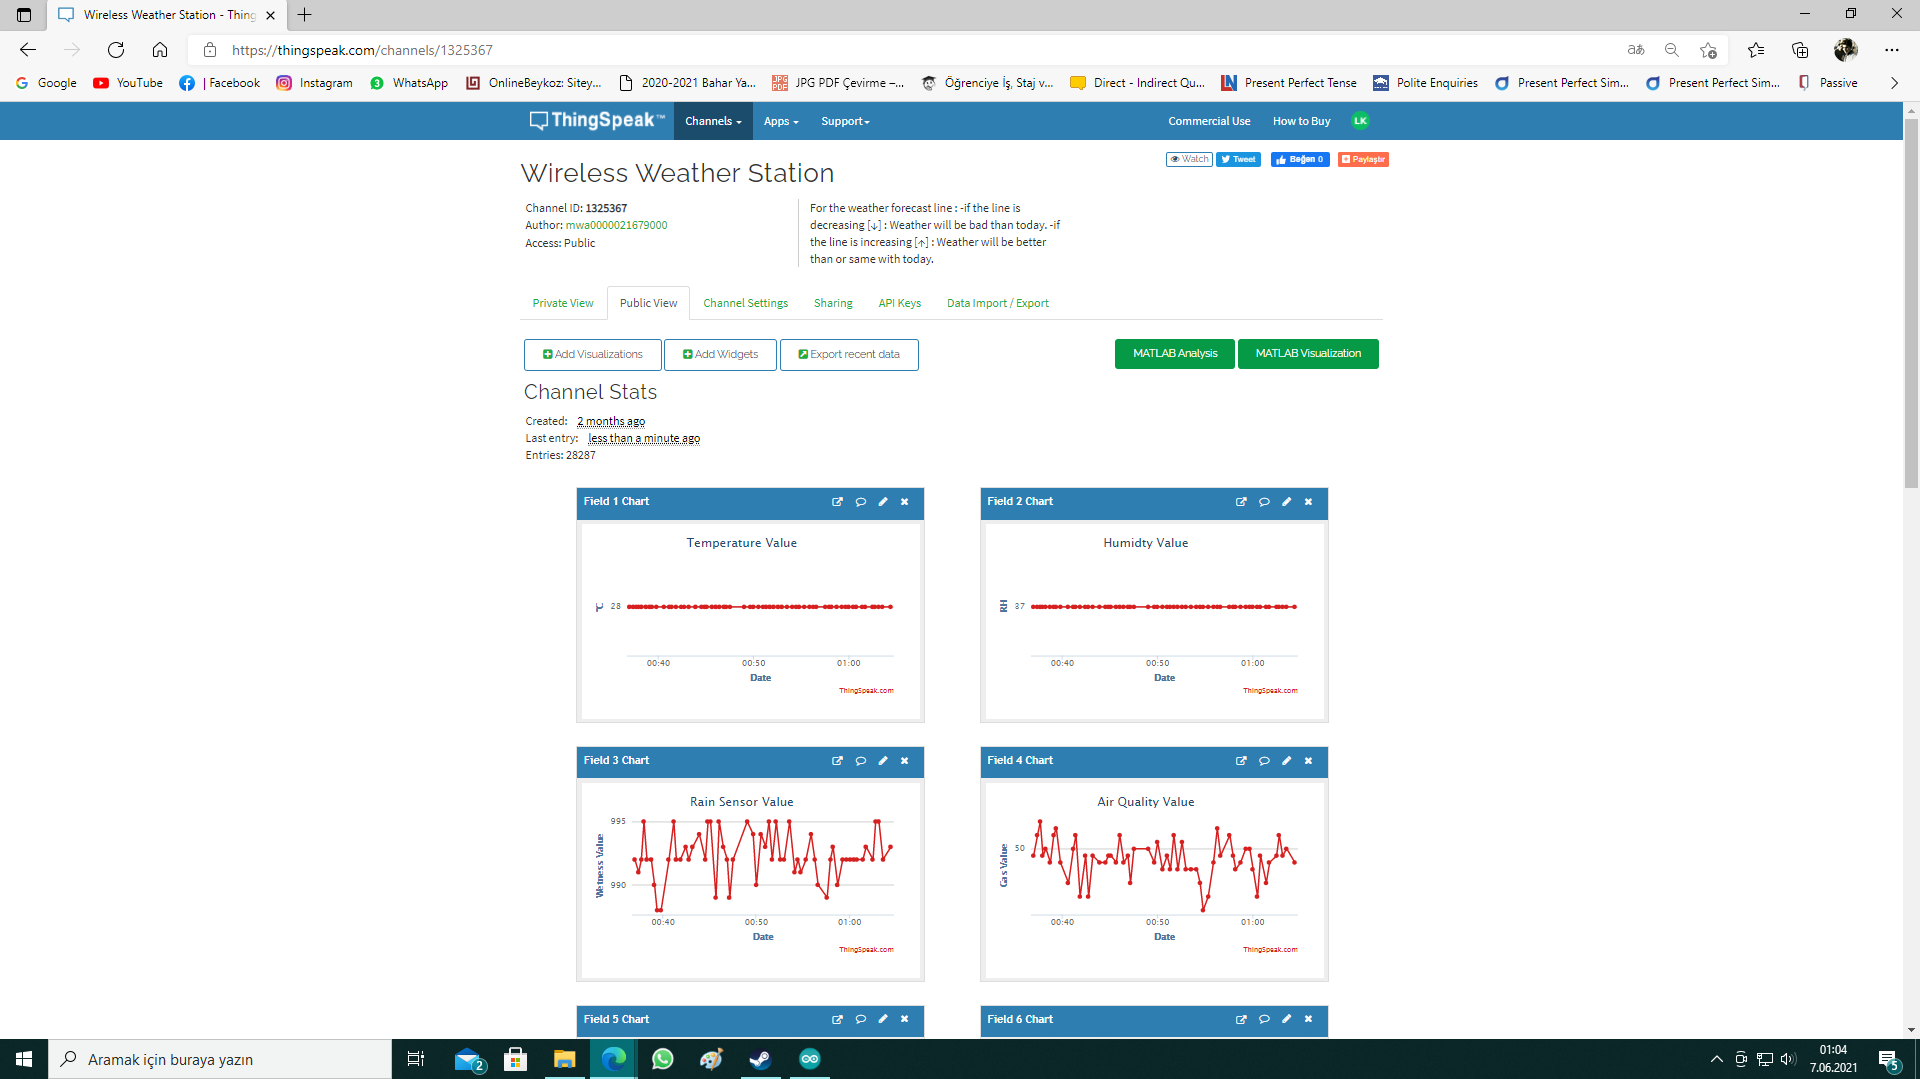 Wireless Weather Station - Thing
https://thingspeak.com/channels/1325367
Google YouTube | Facebook Instagram WhatsApp OnlineBeykoz: Sitey... 2020-2021 Bahar Ya... JPG PDF Çevirme –... Öğrenciye İş, Staj v... Direct - Indirect Qu... Present Perfect Tense Polite Enquiries Present Perfect Sim... Present Perfect Sim... Passive
ThingSpeak™ Channels Apps Support Commercial Use How to Buy LK
Watch Tweet Beğen 0 Paylaştır
Wireless Weather Station
Channel ID: 1325367
Author: mwa0000021679000
Access: Public
For the weather forecast line : -if the line is
decreasing [↓] : Weather will be bad than today. -if
the line is increasing [↑] : Weather will be better
than or same with today.
Private View Public View Channel Settings Sharing API Keys Data Import / Export
Add Visualizations Add Widgets Export recent data MATLAB Analysis MATLAB Visualization
Channel Stats
Created: 2 months ago
Last entry: less than a minute ago
Entries: 28287
Field 1 Chart
Temperature Value
°C
28
00:40 00:50 01:00
Date
ThingSpeak.com
Field 2 Chart
Humidty Value
RH
37
00:40 00:50 01:00
Date
ThingSpeak.com
Field 3 Chart
Rain Sensor Value
Wetness Value
995
990
00:40 00:50 01:00
Date
ThingSpeak.com
Field 4 Chart
Air Quality Value
Gas Value
50
00:40 00:50 01:00
Date
ThingSpeak.com
Field 5 Chart
Field 6 Chart
Aramak için buraya yazın
2
01:04
7.06.2021
5